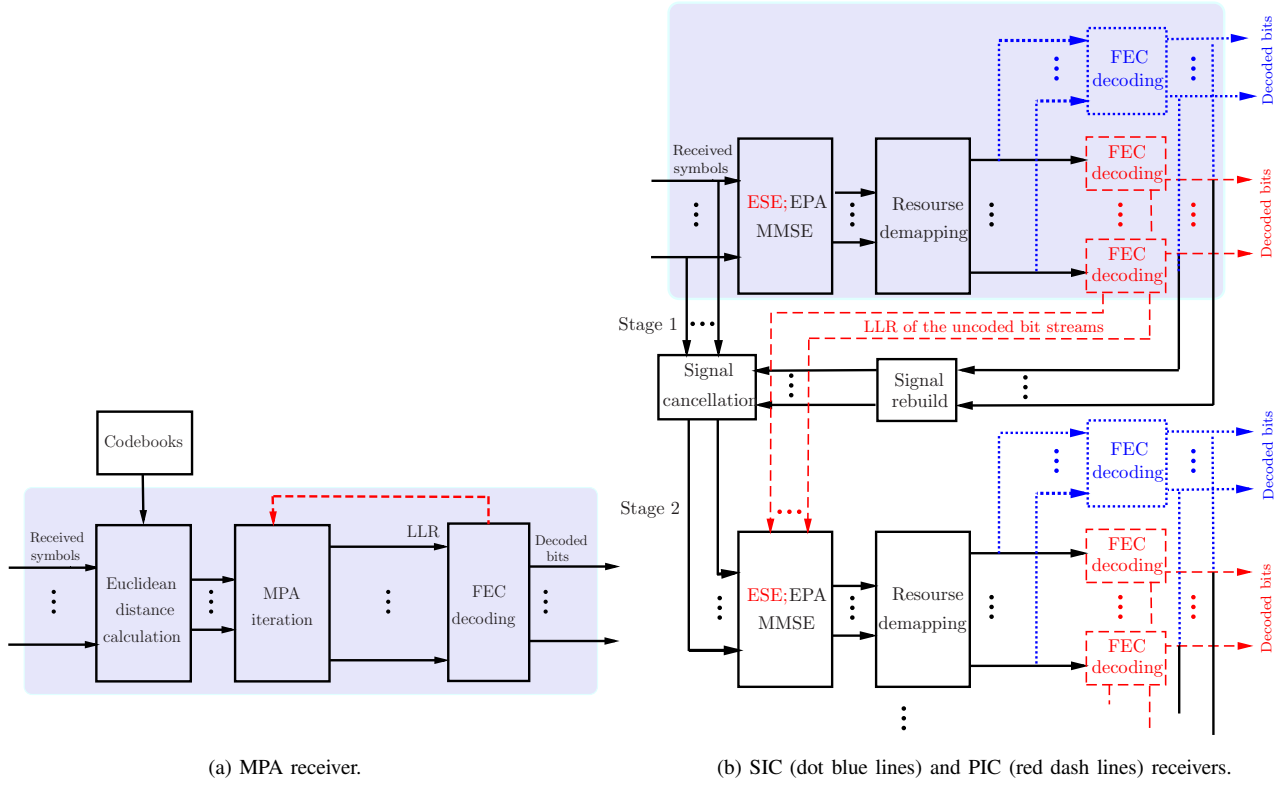 Codebooks
Received
symbols
Euclidean
distance
calculation
MPA
iteration
LLR
FEC
decoding
Decoded
bits
(a) MPA receiver.
Received
symbols
ESE;EPA
MMSE
Resourse
demapping
FEC
decoding
Decoded bits
FEC
decoding
Decoded bits
FEC
decoding
Decoded bits
Stage 1
LLR of the uncoded bit streams
Signal
cancellation
Signal
rebuild
Stage 2
ESE;EPA
MMSE
Resourse
demapping
FEC
decoding
Decoded bits
FEC
decoding
FEC
decoding
Decoded bits
(b) SIC (dot blue lines) and PIC (red dash lines) receivers.